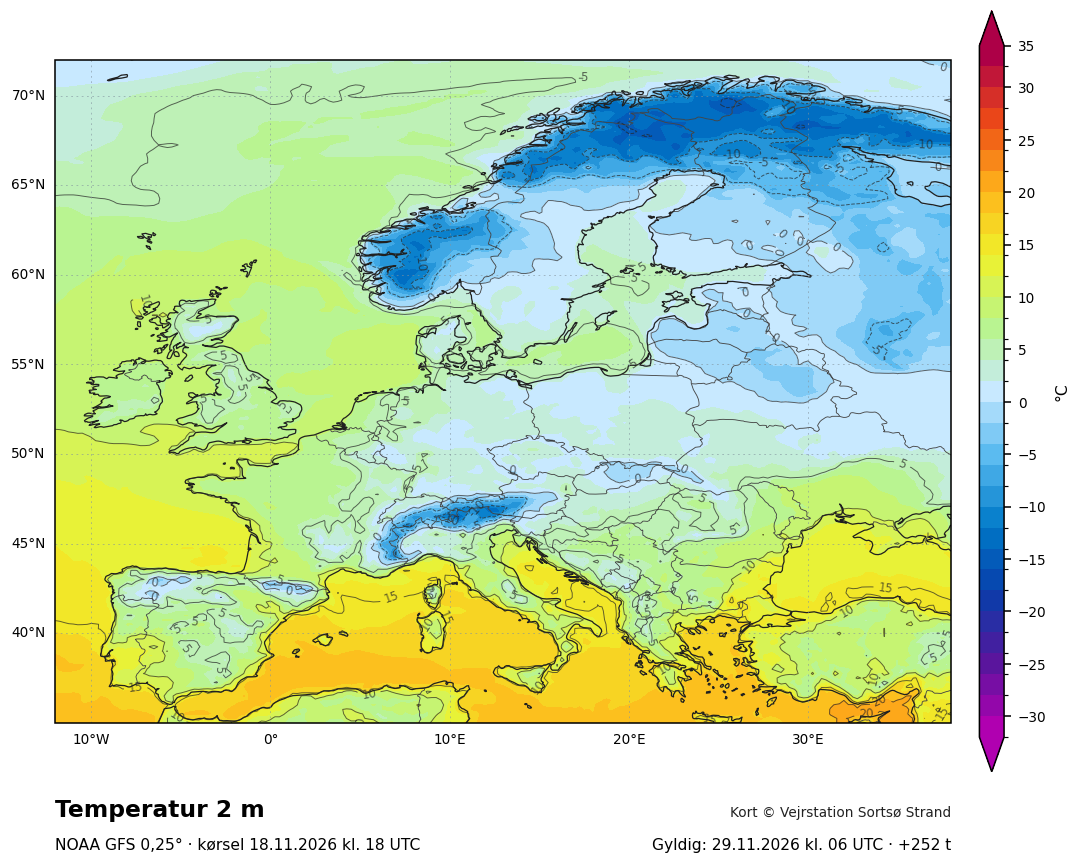 70°N
65°N
60°N
55°N
50°N
45°N
40°N
10°W
0°
10°E
20°E
30°E
35
30
25
20
15
10
5
0
−5
−10
−15
−20
−25
−30
°C
Temperatur 2 m
Kort © Vejrstation Sortsø Strand
NOAA GFS 0,25° · kørsel 18.11.2026 kl. 18 UTC
Gyldig: 29.11.2026 kl. 06 UTC · +252 t